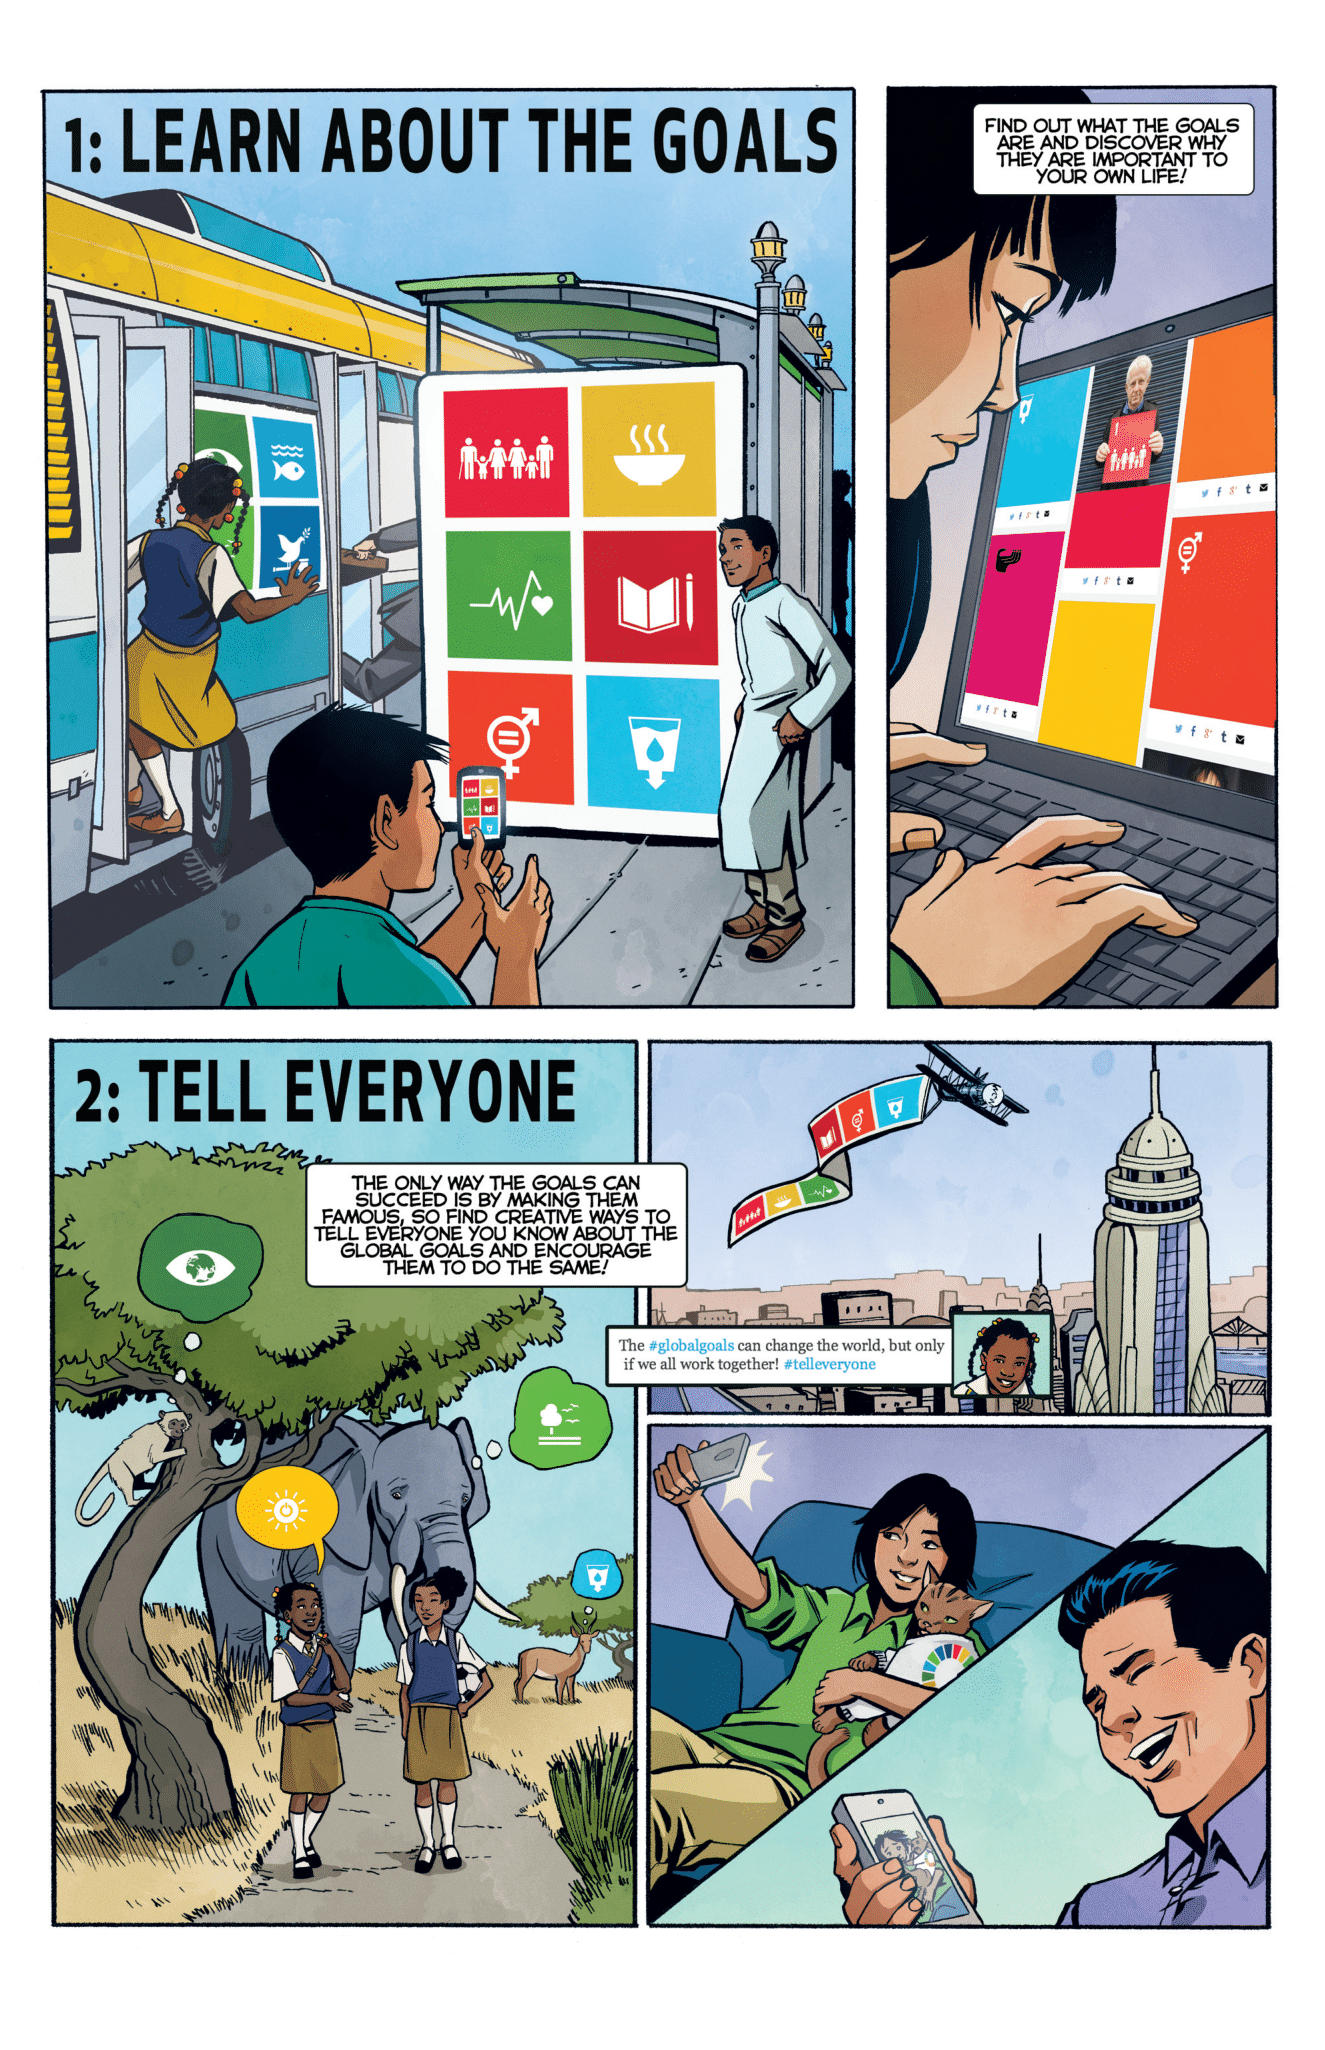 1: LEARN ABOUT THE GOALS
FIND OUT WHAT THE GOALS
ARE AND DISCOVER WHY
THEY ARE IMPORTANT TO
YOUR OWN LIFE!
2: TELL EVERYONE
THE ONLY WAY THE GOALS CAN
SUCCEED IS BY MAKING THEM
FAMOUS, SO FIND CREATIVE WAYS TO
TELL EVERYONE YOU KNOW ABOUT THE
GLOBAL GOALS AND ENCOURAGE
THEM TO DO THE SAME!
The #globalgoals can change the world, but only
if we all work together! #telleveryone